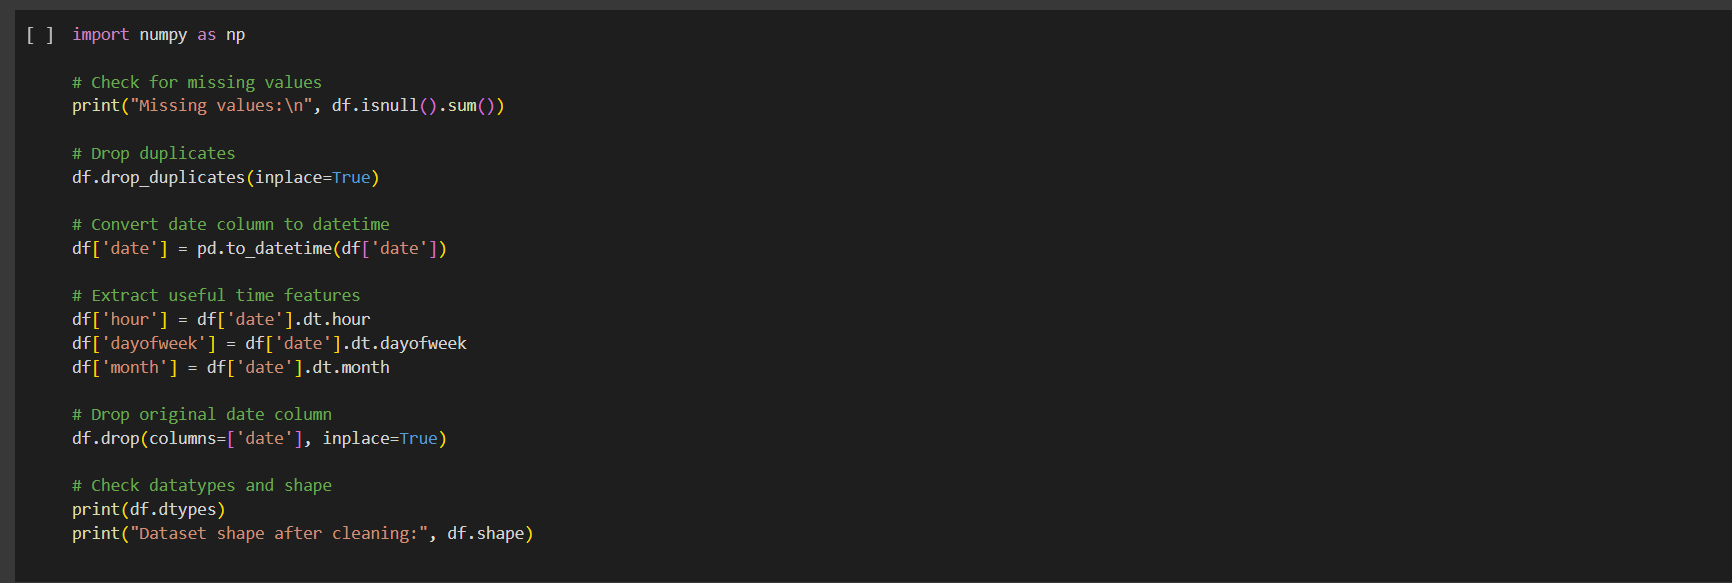 [ ] import numpy as np
# Check for missing values
print("Missing values:\n", df.isnull().sum())
# Drop duplicates
df.drop_duplicates(inplace=True)
# Convert date column to datetime
df['date'] = pd.to_datetime(df['date'])
# Extract useful time features
df['hour'] = df['date'].dt.hour
df['dayofweek'] = df['date'].dt.dayofweek
df['month'] = df['date'].dt.month
# Drop original date column
df.drop(columns=['date'], inplace=True)
# Check datatypes and shape
print(df.dtypes)
print("Dataset shape after cleaning:", df.shape)